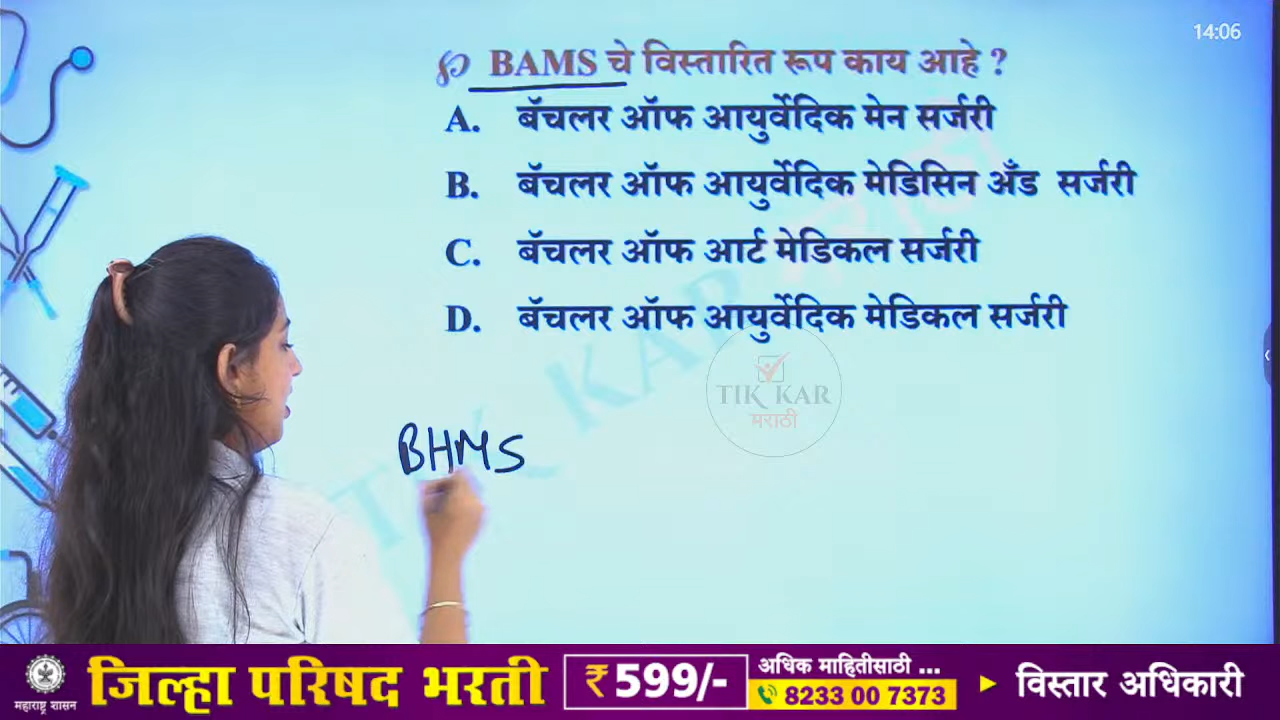 14:06
℘ BAMS चे विस्तारित रूप काय आहे ?
A. बॅचलर ऑफ आयुर्वेदिक मेन सर्जरी
B. बॅचलर ऑफ आयुर्वेदिक मेडिसिन अँड सर्जरी
C. बॅचलर ऑफ आर्ट मेडिकल सर्जरी
D. बॅचलर ऑफ आयुर्वेदिक मेडिकल सर्जरी
TIK KAR
मराठी
BHMS
महाराष्ट्र शासन
जिल्हा परिषद भरती
₹599/-
अधिक माहितीसाठी ...
8233 00 7373
विस्तार अधिकारी